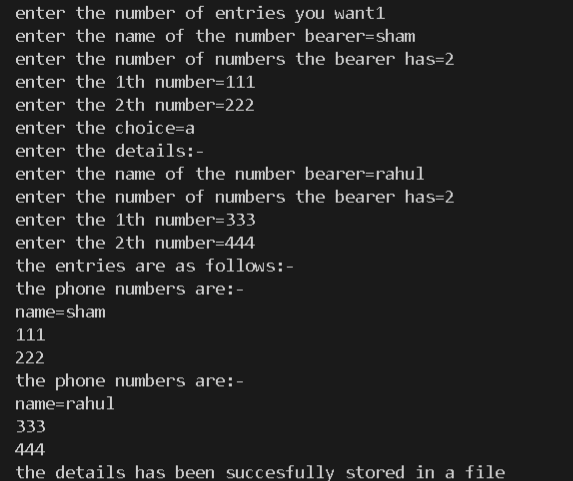 enter the number of entries you want1
enter the name of the number bearer=sham
enter the number of numbers the bearer has=2
enter the 1th number=111
enter the 2th number=222
enter the choice=a
enter the details:-
enter the name of the number bearer=rahul
enter the number of numbers the bearer has=2
enter the 1th number=333
enter the 2th number=444
the entries are as follows:-
the phone numbers are:-
name=sham
111
222
the phone numbers are:-
name=rahul
333
444
the details has been succesfully stored in a file